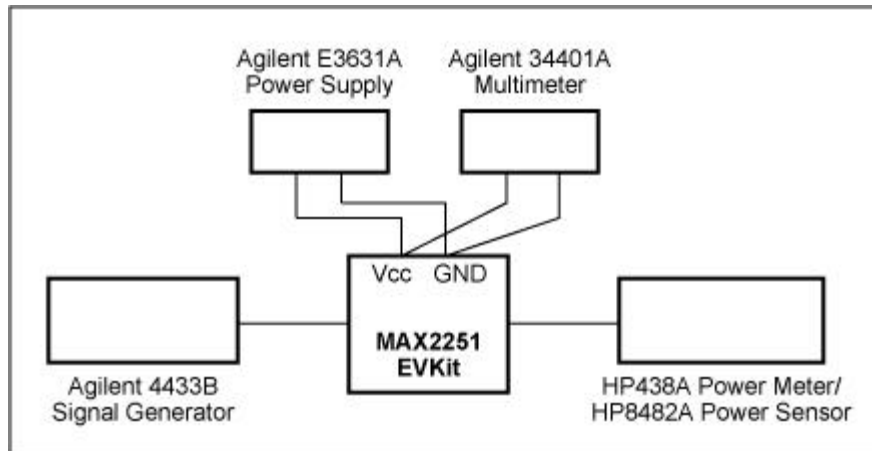 Agilent E3631A
Power Supply
Agilent 34401A
Multimeter
Vcc GND
MAX2251
EVKit
Agilent 4433B
Signal Generator
HP438A Power Meter/
HP8482A Power Sensor